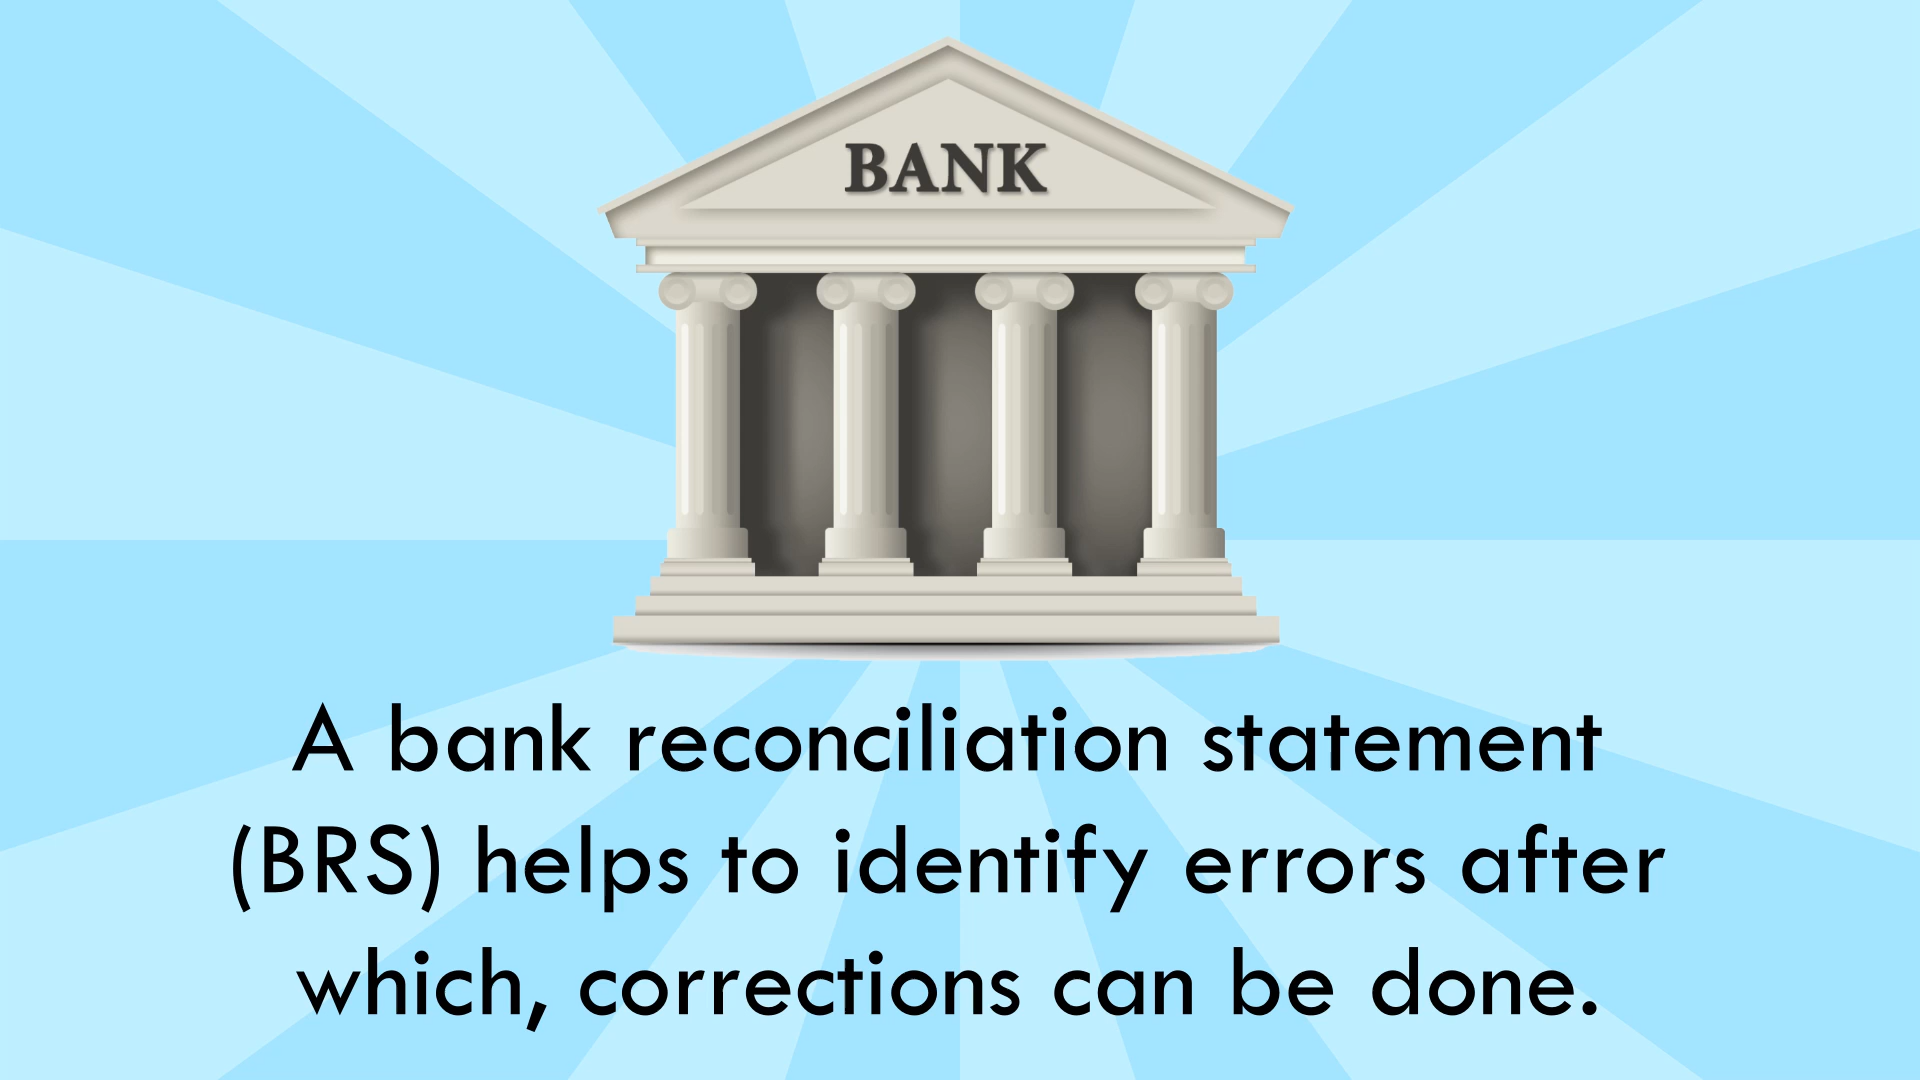 BANK
A bank reconciliation statement
(BRS) helps to identify errors after
which, corrections can be done.